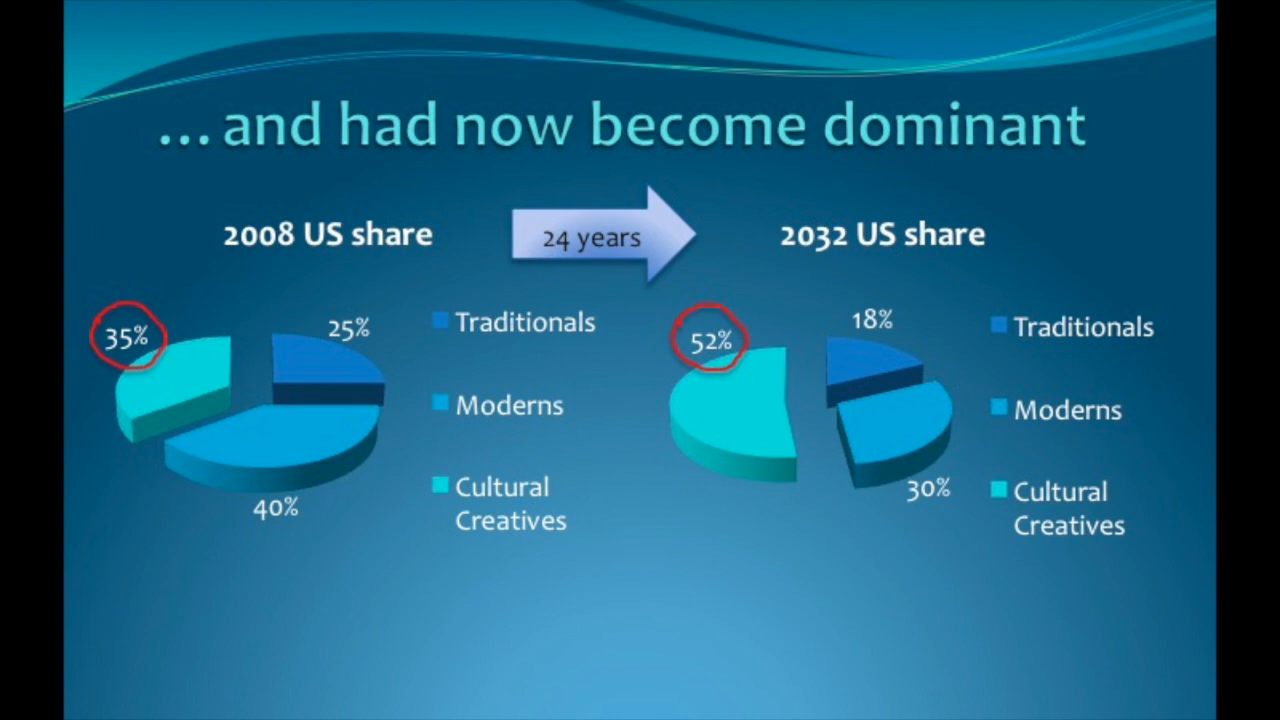 …and had now become dominant
2008 US share
24 years
2032 US share
35%
25%
40%
Traditionals
Moderns
Cultural
Creatives
52%
18%
30%
Traditionals
Moderns
Cultural
Creatives